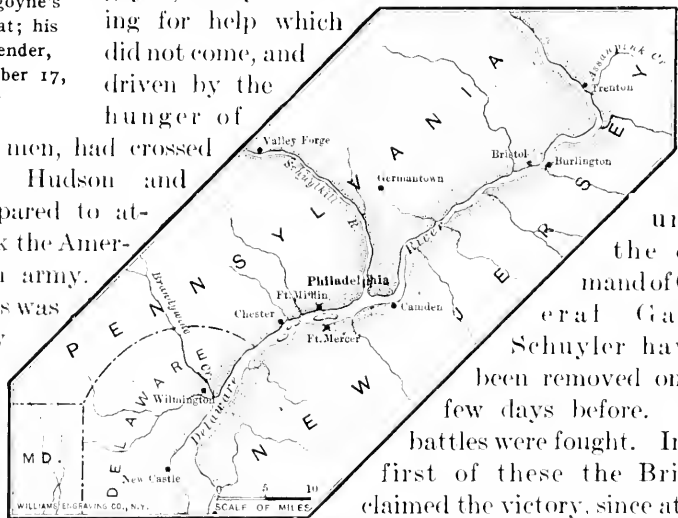 goyne's
at; his
ender,
ber 17,
ing for help which
did not come, and
driven by the
hunger of
men, had crossed
Hudson and
pared to at-
k the Amer-
n army.
s was
y
un
the c
mand of G
eral Ga
Schuyler hav
been removed on
few days before.
battles were fought. In
first of these the Bri
claimed the victory, since at
Assanpink Cr
Trenton
Valley Forge
Schuylkill R
Germantown
Bristol
Burlington
PENNSYLVANIA
NEW JERSEY
River
Philadelphia
Ft. Mifflin
Camden
Chester
Ft. Mercer
Brandywine Cr
Wilmington
Delaware
DELAWARE
MD.
New Castle
0 5 10
SCALE OF MILES
WILLIAMS ENGRAVING CO., N.Y.